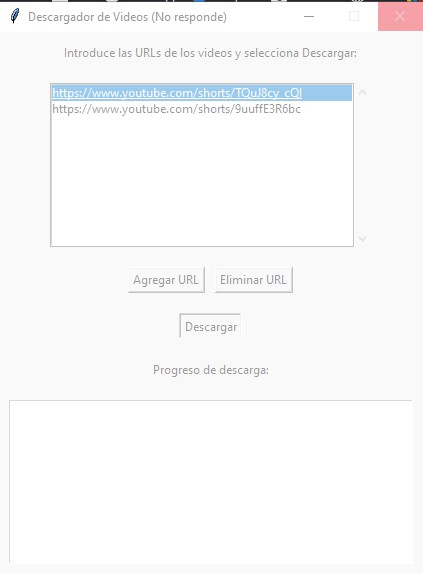 Descargador de Videos (No responde)
Introduce las URLs de los videos y selecciona Descargar:
https://www.youtube.com/shorts/TQuJ8cy_cQI
https://www.youtube.com/shorts/9uuffE3R6bc
Agregar URL Eliminar URL
Descargar
Progreso de descarga: